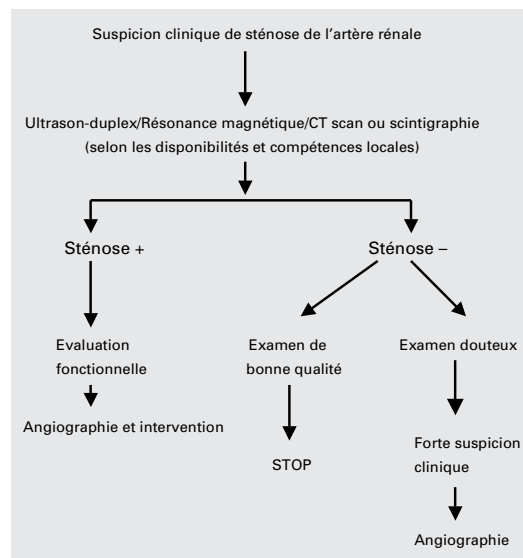 Suspicion clinique de sténose de l'artère rénale
Ultrason-duplex/Résonance magnétique/CT scan ou scintigraphie
(selon les disponibilités et compétences locales)
Sténose +
Sténose –
Evaluation
fonctionnelle
Angiographie et intervention
Examen de
bonne qualité
STOP
Examen douteux
Forte suspicion
clinique
Angiographie